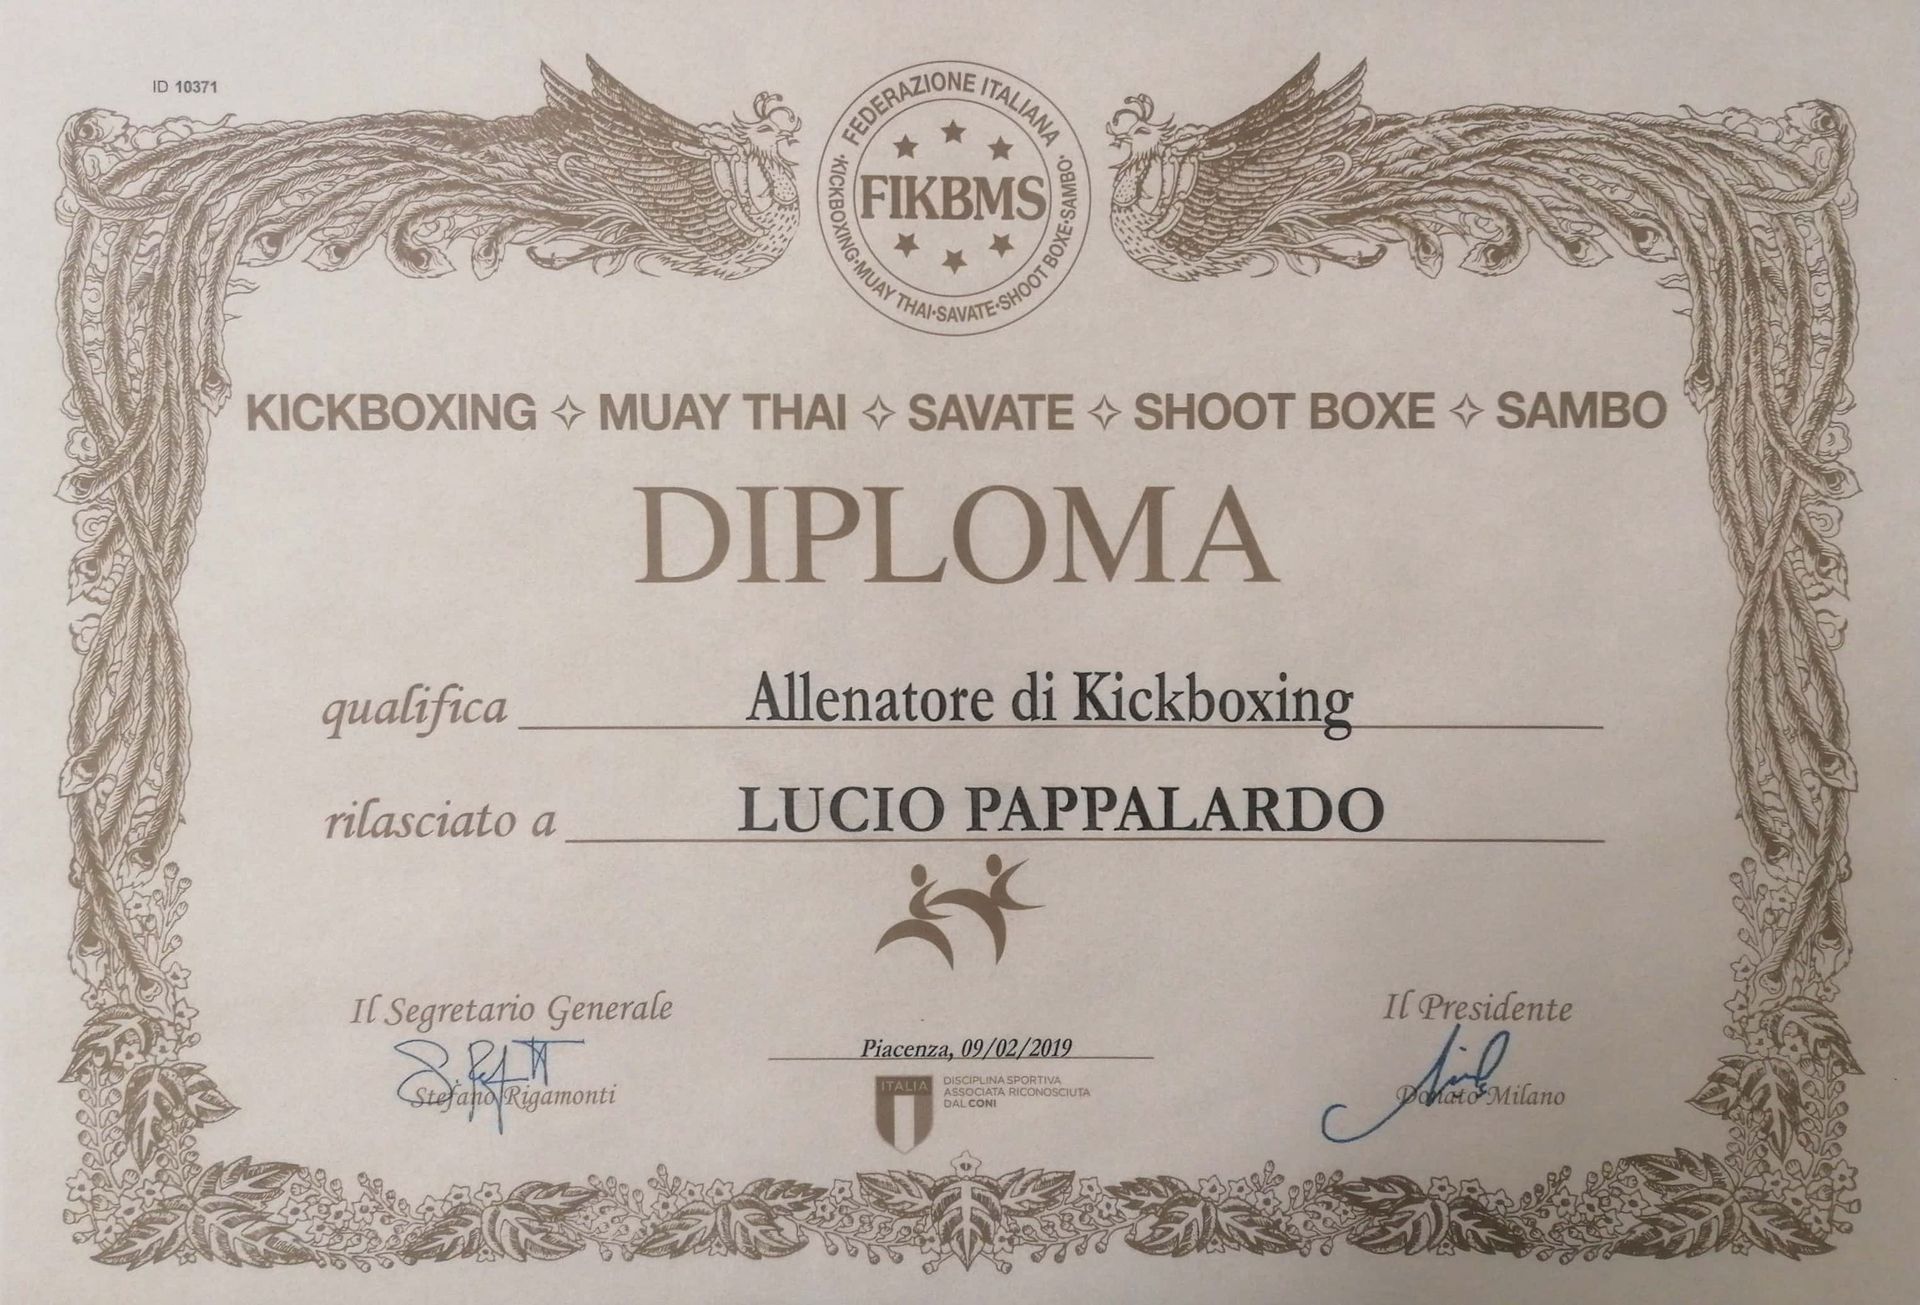 ID 10371
FEDERAZIONE ITALIANA
FIKBMS
•KICKBOXING•MUAY THAI•SAVATE•SHOOT BOXE•SAMBO•
KICKBOXING ✧ MUAY THAI ✧ SAVATE ✧ SHOOT BOXE ✧ SAMBO
DIPLOMA
qualifica Allenatore di Kickboxing
rilasciato a LUCIO PAPPALARDO
Il Segretario Generale
Il Presidente
Piacenza, 09/02/2019
Stefano Rigamonti
Donato Milano
ITALIA
DISCIPLINA SPORTIVA
ASSOCIATA RICONOSCIUTA
DAL CONI